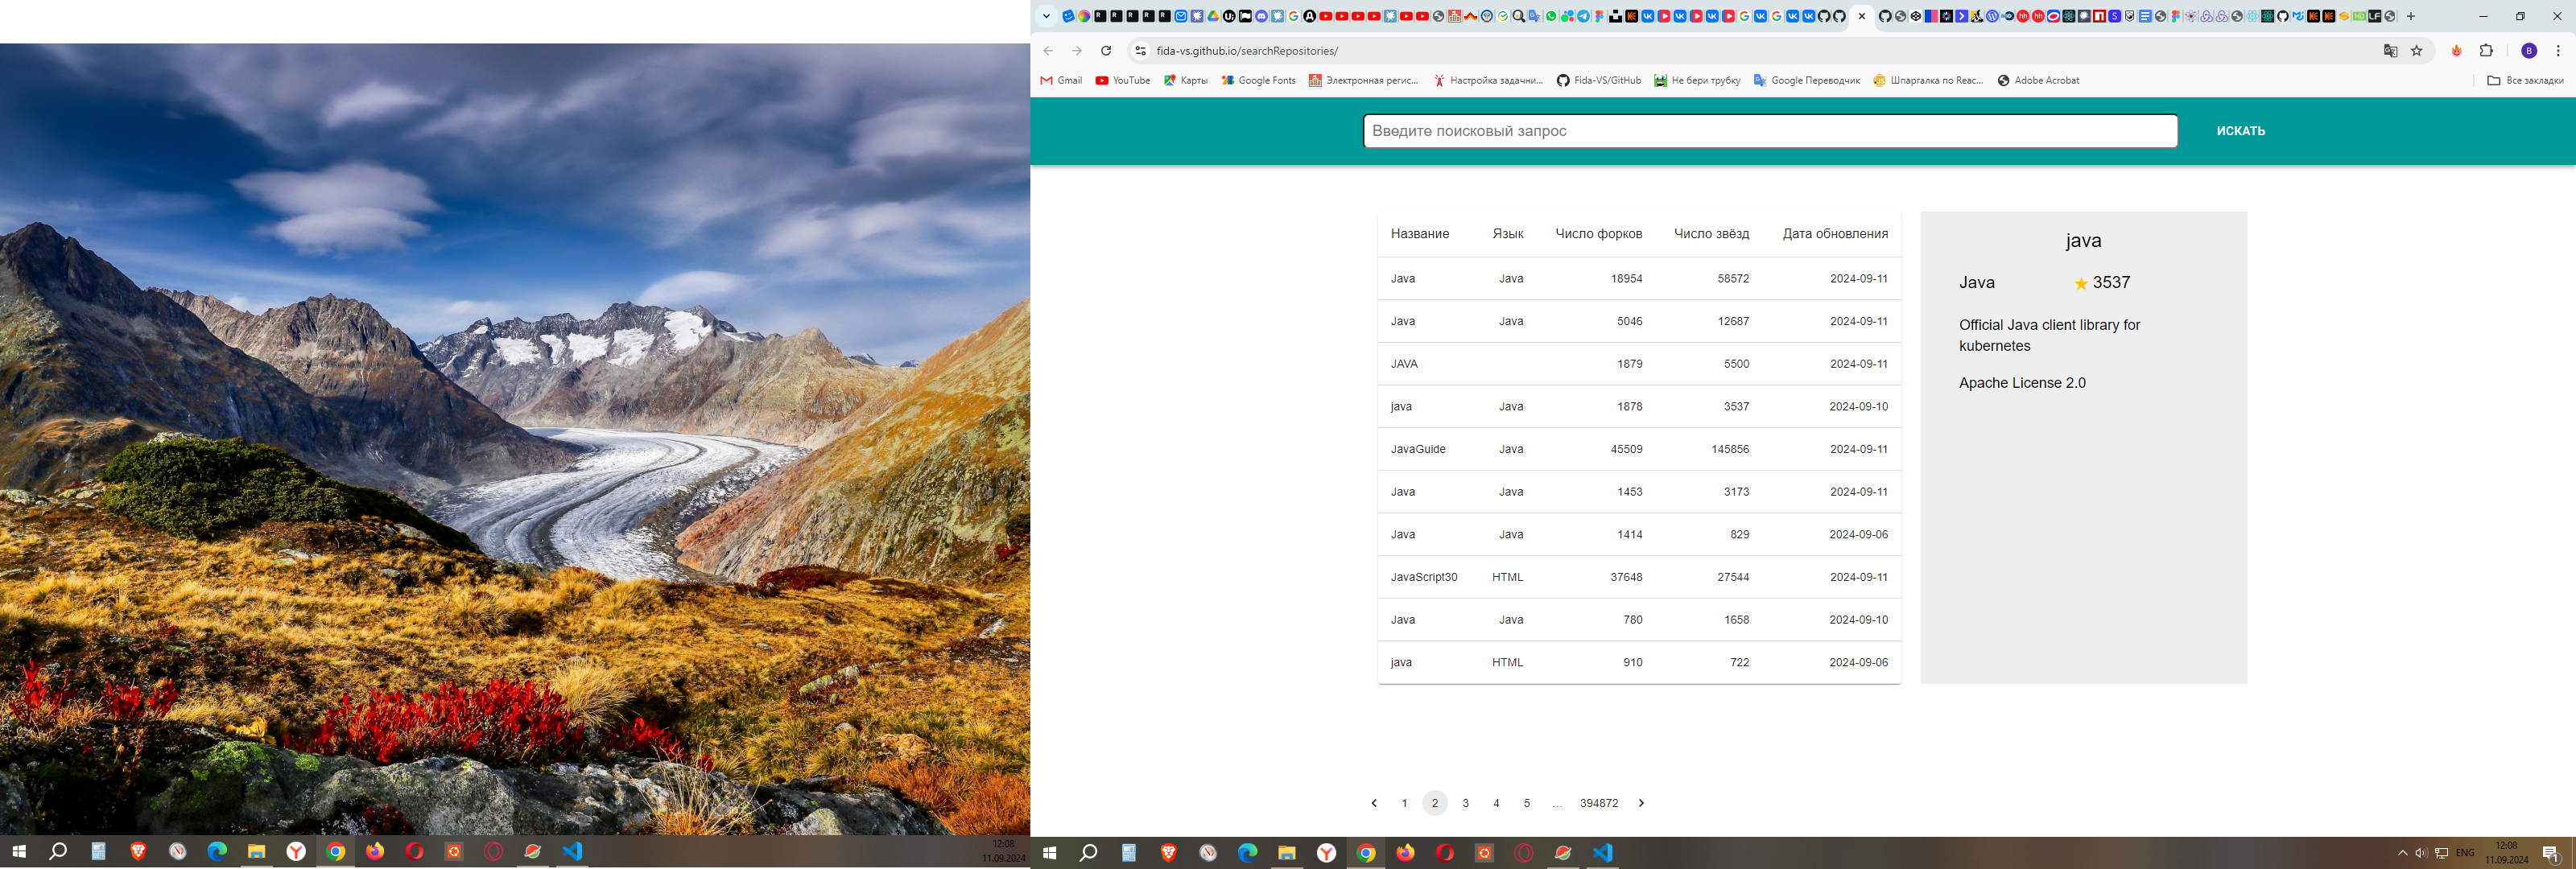 fida-vs.github.io/searchRepositories/
Gmail YouTube Карты Google Fonts Электронная регис... Настройка задачни... Fida-VS/GitHub Не бери трубку Google Переводчик Шпаргалка по Reac... Adobe Acrobat Все закладки
Введите поисковый запрос ИСКАТЬ
Название Язык Число форков Число звёзд Дата обновления
Java Java 18954 58572 2024-09-11
Java Java 5046 12687 2024-09-11
JAVA 1879 5500 2024-09-11
java Java 1878 3537 2024-09-10
JavaGuide Java 45509 145856 2024-09-11
Java Java 1453 3173 2024-09-11
Java Java 1414 829 2024-09-06
JavaScript30 HTML 37648 27544 2024-09-11
Java Java 780 1658 2024-09-10
java HTML 910 722 2024-09-06
java
Java ★ 3537
Official Java client library for
kubernetes
Apache License 2.0
1 2 3 4 5 ... 394872
12:08
11.09.2024
ENG
12:08
11.09.2024
1